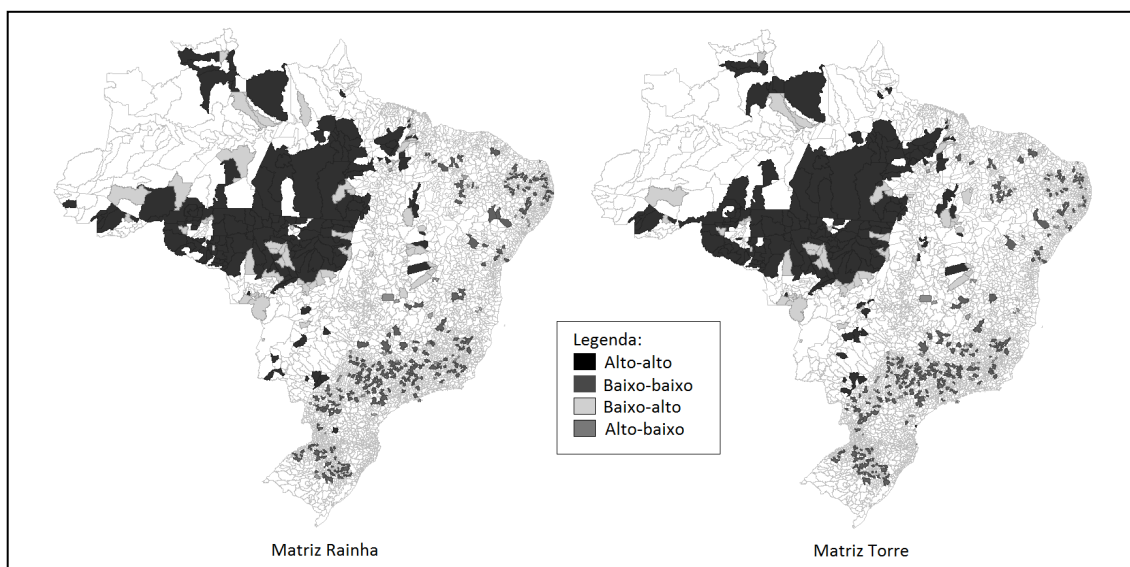 Legenda:
Alto-alto
Baixo-baixo
Baixo-alto
Alto-baixo
Matriz Rainha
Matriz Torre